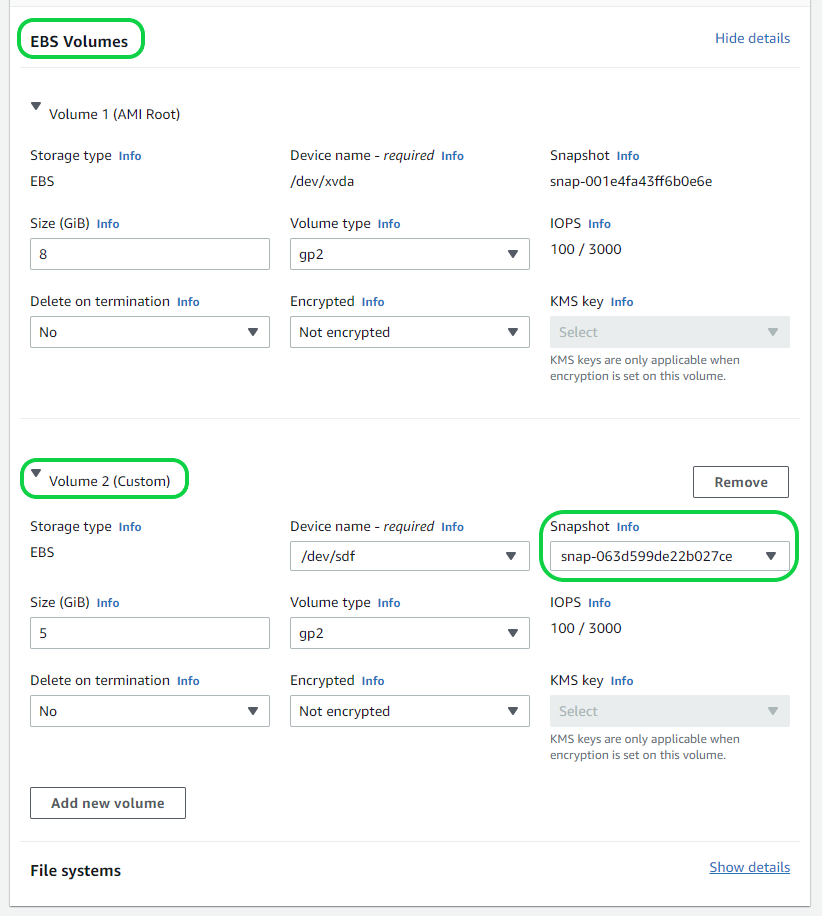 EBS Volumes
Hide details
Volume 1 (AMI Root)
Storage type Info
Device name - required Info
Snapshot Info
EBS
/dev/xvda
snap-001e4fa43ff6b0e6e
Size (GiB) Info
Volume type Info
IOPS Info
8
gp2
100 / 3000
Delete on termination Info
Encrypted Info
KMS key Info
No
Not encrypted
Select
KMS keys are only applicable when
encryption is set on this volume.
Volume 2 (Custom)
Remove
Storage type Info
Device name - required Info
Snapshot Info
EBS
/dev/sdf
snap-063d599de22b027ce
Size (GiB) Info
Volume type Info
IOPS Info
5
gp2
100 / 3000
Delete on termination Info
Encrypted Info
KMS key Info
No
Not encrypted
Select
KMS keys are only applicable when
encryption is set on this volume.
Add new volume
File systems
Show details